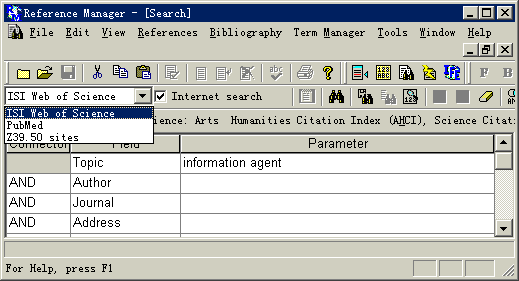 Reference Manager - [Search]
File Edit View References Bibliography Term Manager Tools Window Help
ISI Web of Science Internet search
ISI Web of Science
PubMed
Z39.50 sites
ience: Arts Humanities Citation Index (AHCI), Science Citat
Connector Field Parameter
Topic information agent
AND Author
AND Journal
AND Address
For Help, press F1